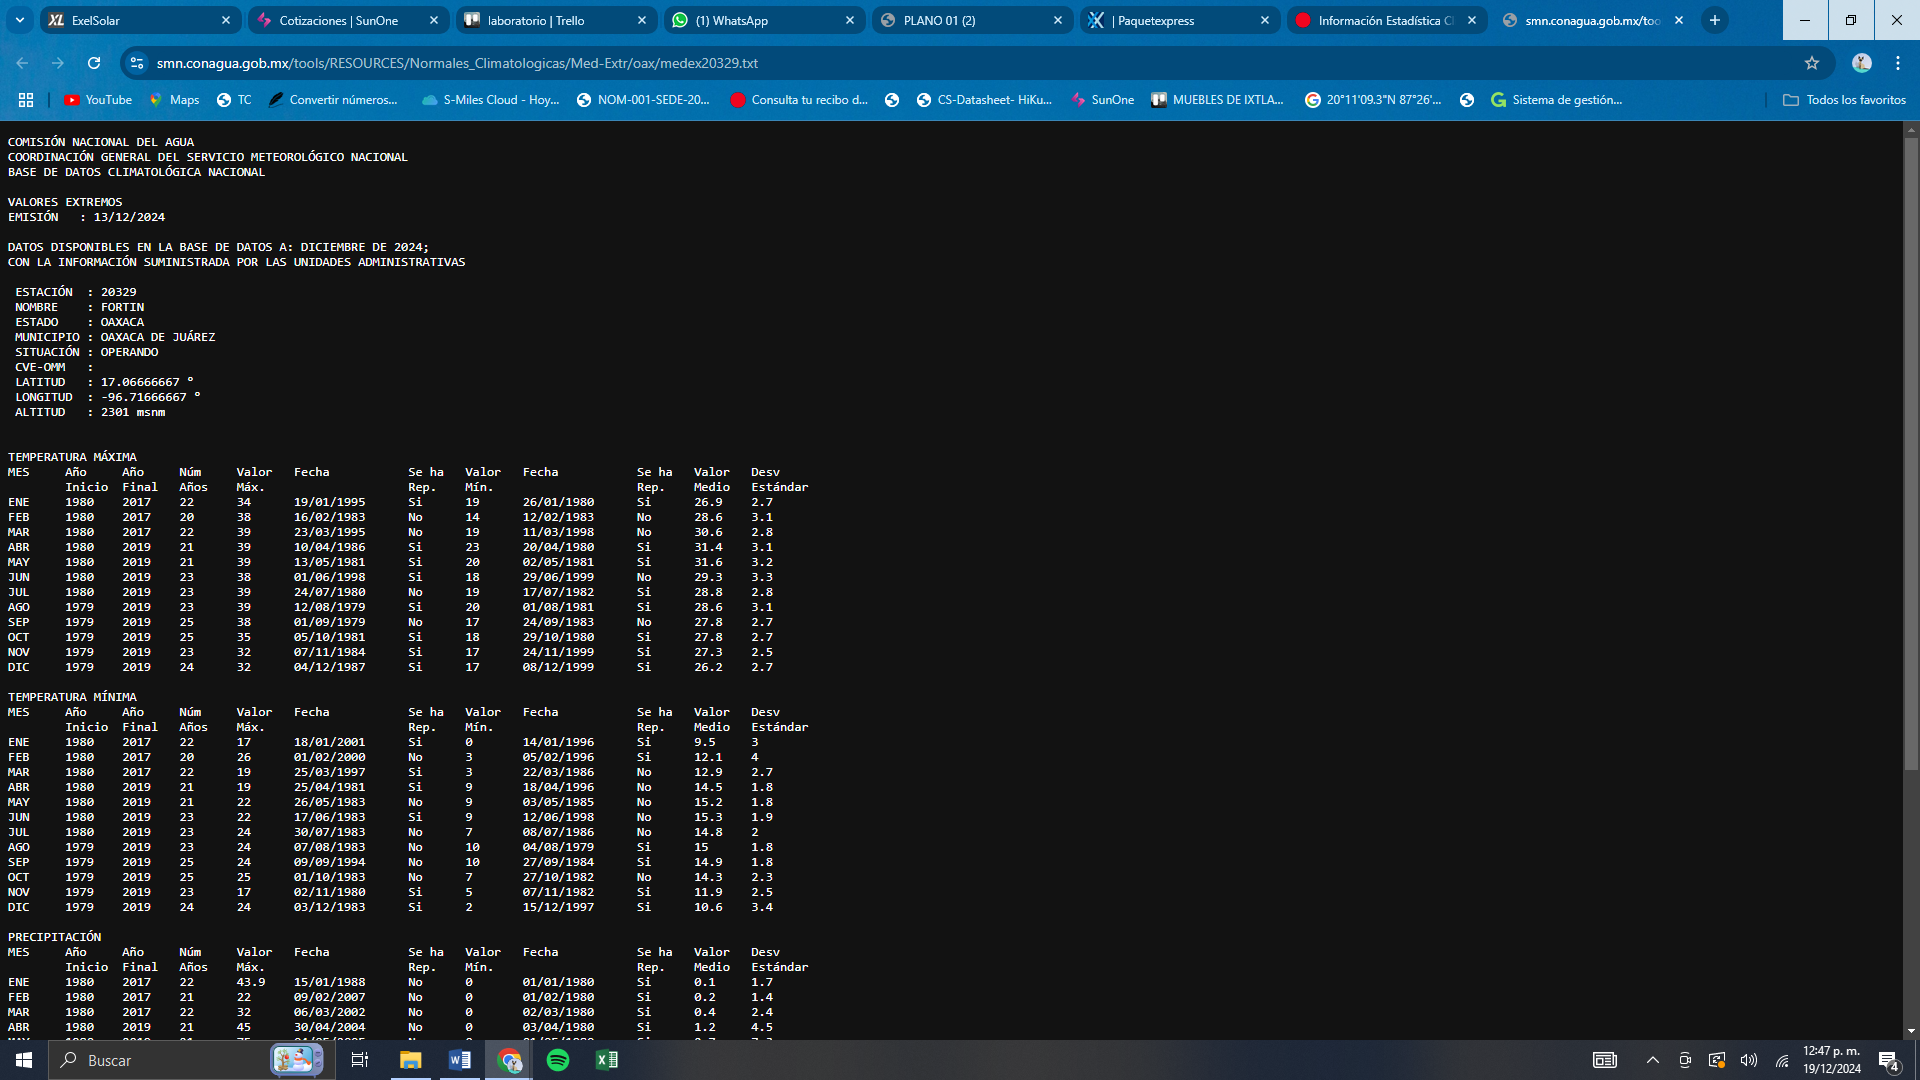 ExelSolar
Cotizaciones | SunOne
laboratorio | Trello
(1) WhatsApp
PLANO 01 (2)
| Paquetexpress
Información Estadística C
smn.conagua.gob.mx/too
smn.conagua.gob.mx/tools/RESOURCES/Normales_Climatologicas/Med-Extr/oax/medex20329.txt
YouTube Maps TC Convertir números... S-Miles Cloud - Hoy... NOM-001-SEDE-20... Consulta tu recibo d... CS-Datasheet- HiKu... SunOne MUEBLES DE IXTLA... 20°11'09.3"N 87°26'... Sistema de gestión... Todos los favoritos
COMISIÓN NACIONAL DEL AGUA
COORDINACIÓN GENERAL DEL SERVICIO METEOROLÓGICO NACIONAL
BASE DE DATOS CLIMATOLÓGICA NACIONAL
VALORES EXTREMOS
EMISIÓN : 13/12/2024
DATOS DISPONIBLES EN LA BASE DE DATOS A: DICIEMBRE DE 2024;
CON LA INFORMACIÓN SUMINISTRADA POR LAS UNIDADES ADMINISTRATIVAS
ESTACIÓN : 20329
NOMBRE : FORTIN
ESTADO : OAXACA
MUNICIPIO : OAXACA DE JUÁREZ
SITUACIÓN : OPERANDO
CVE-OMM :
LATITUD : 17.06666667 º
LONGITUD : -96.71666667 º
ALTITUD : 2301 msnm
TEMPERATURA MÁXIMA
MES Año Año Núm Valor Fecha Se ha Valor Fecha Se ha Valor Desv
Inicio Final Años Máx. Rep. Mín. Rep. Medio Estándar
ENE 1980 2017 22 34 19/01/1995 Si 19 26/01/1980 Si 26.9 2.7
FEB 1980 2017 20 38 16/02/1983 No 14 12/02/1983 No 28.6 3.1
MAR 1980 2017 22 39 23/03/1995 No 19 11/03/1998 No 30.6 2.8
ABR 1980 2019 21 39 10/04/1986 Si 23 20/04/1980 Si 31.4 3.1
MAY 1980 2019 21 39 13/05/1981 Si 20 02/05/1981 Si 31.6 3.2
JUN 1980 2019 23 38 01/06/1998 Si 18 29/06/1999 No 29.3 3.3
JUL 1980 2019 23 39 24/07/1980 No 19 17/07/1982 Si 28.8 2.8
AGO 1979 2019 23 39 12/08/1979 Si 20 01/08/1981 Si 28.6 3.1
SEP 1979 2019 25 38 01/09/1979 No 17 24/09/1983 No 27.8 2.7
OCT 1979 2019 25 35 05/10/1981 Si 18 29/10/1980 Si 27.8 2.7
NOV 1979 2019 23 32 07/11/1984 Si 17 24/11/1999 Si 27.3 2.5
DIC 1979 2019 24 32 04/12/1987 Si 17 08/12/1999 Si 26.2 2.7
TEMPERATURA MÍNIMA
MES Año Año Núm Valor Fecha Se ha Valor Fecha Se ha Valor Desv
Inicio Final Años Máx. Rep. Mín. Rep. Medio Estándar
ENE 1980 2017 22 17 18/01/2001 Si 0 14/01/1996 Si 9.5 3
FEB 1980 2017 20 26 01/02/2000 No 3 05/02/1996 Si 12.1 4
MAR 1980 2017 22 19 25/03/1997 Si 3 22/03/1986 No 12.9 2.7
ABR 1980 2019 21 19 25/04/1981 Si 9 18/04/1996 No 14.5 1.8
MAY 1980 2019 21 22 26/05/1983 No 9 03/05/1985 No 15.2 1.8
JUN 1980 2019 23 22 17/06/1983 Si 9 12/06/1998 No 15.3 1.9
JUL 1980 2019 23 24 30/07/1983 No 7 08/07/1986 No 14.8 2
AGO 1979 2019 23 24 07/08/1983 No 10 04/08/1979 Si 15 1.8
SEP 1979 2019 25 24 09/09/1994 No 10 27/09/1984 Si 14.9 1.8
OCT 1979 2019 25 25 01/10/1983 No 7 27/10/1982 No 14.3 2.3
NOV 1979 2019 23 17 02/11/1980 Si 5 07/11/1982 Si 11.9 2.5
DIC 1979 2019 24 24 03/12/1983 Si 2 15/12/1997 Si 10.6 3.4
PRECIPITACIÓN
MES Año Año Núm Valor Fecha Se ha Valor Fecha Se ha Valor Desv
Inicio Final Años Máx. Rep. Mín. Rep. Medio Estándar
ENE 1980 2017 22 43.9 15/01/1988 No 0 01/01/1980 Si 0.1 1.7
FEB 1980 2017 21 22 09/02/2007 No 0 01/02/1980 Si 0.2 1.4
MAR 1980 2017 22 32 06/03/2002 No 0 02/03/1980 Si 0.4 2.4
ABR 1980 2019 21 45 30/04/2004 No 0 03/04/1980 Si 1.2 4.5
Buscar
12:47 p. m.
19/12/2024
4